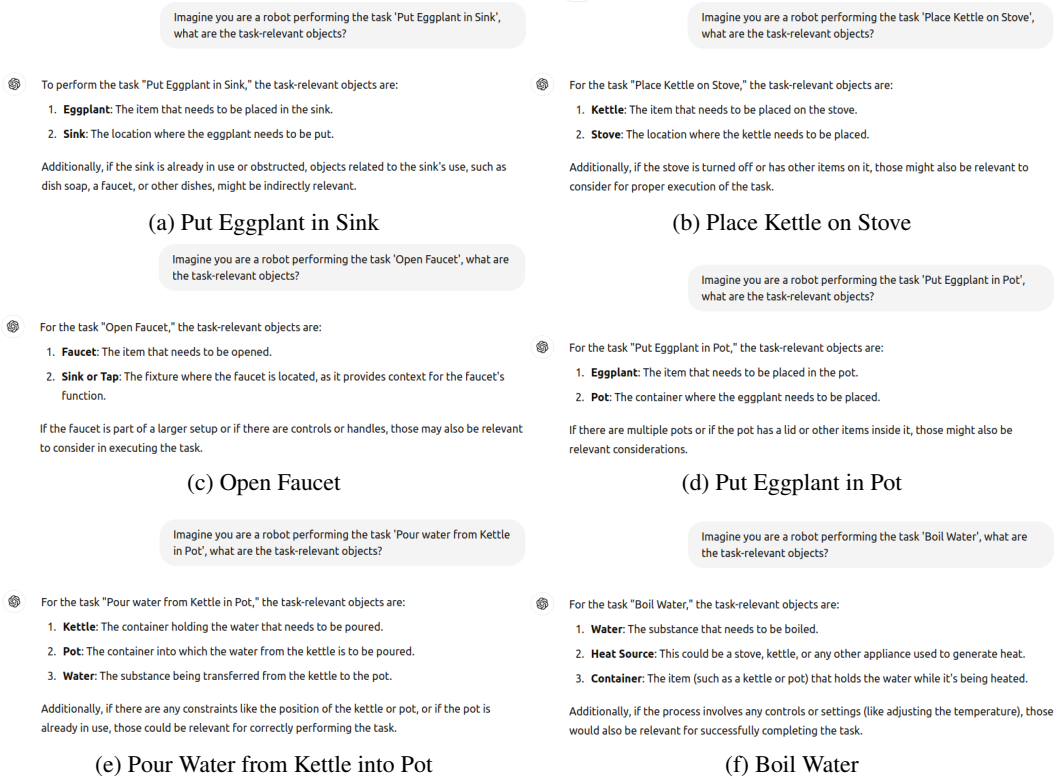 Imagine you are a robot performing the task 'Put Eggplant in Sink',
what are the task-relevant objects?
To perform the task "Put Eggplant in Sink," the task-relevant objects are:
1. Eggplant: The item that needs to be placed in the sink.
2. Sink: The location where the eggplant needs to be put.
Additionally, if the sink is already in use or obstructed, objects related to the sink's use, such as
dish soap, a faucet, or other dishes, might be indirectly relevant.
(a) Put Eggplant in Sink
Imagine you are a robot performing the task 'Place Kettle on Stove',
what are the task-relevant objects?
For the task "Place Kettle on Stove," the task-relevant objects are:
1. Kettle: The item that needs to be placed on the stove.
2. Stove: The location where the kettle needs to be placed.
Additionally, if the stove is turned off or has other items on it, those might also be relevant to
consider for proper execution of the task.
(b) Place Kettle on Stove
Imagine you are a robot performing the task 'Open Faucet', what are
the task-relevant objects?
For the task "Open Faucet," the task-relevant objects are:
1. Faucet: The item that needs to be opened.
2. Sink or Tap: The fixture where the faucet is located, as it provides context for the faucet's
function.
If the faucet is part of a larger setup or if there are controls or handles, those may also be relevant
to consider in executing the task.
(c) Open Faucet
Imagine you are a robot performing the task 'Put Eggplant in Pot',
what are the task-relevant objects?
For the task "Put Eggplant in Pot," the task-relevant objects are:
1. Eggplant: The item that needs to be placed in the pot.
2. Pot: The container where the eggplant needs to be placed.
If there are multiple pots or if the pot has a lid or other items inside it, those might also be
relevant considerations.
(d) Put Eggplant in Pot
Imagine you are a robot performing the task 'Pour water from Kettle
in Pot', what are the task-relevant objects?
For the task "Pour water from Kettle in Pot," the task-relevant objects are:
1. Kettle: The container holding the water that needs to be poured.
2. Pot: The container into which the water from the kettle is to be poured.
3. Water: The substance being transferred from the kettle to the pot.
Additionally, if there are any constraints like the position of the kettle or pot, or if the pot is
already in use, those could be relevant for correctly performing the task.
(e) Pour Water from Kettle into Pot
Imagine you are a robot performing the task 'Boil Water', what are
the task-relevant objects?
For the task "Boil Water," the task-relevant objects are:
1. Water: The substance that needs to be boiled.
2. Heat Source: This could be a stove, kettle, or any other appliance used to generate heat.
3. Container: The item (such as a kettle or pot) that holds the water while it's being heated.
Additionally, if the process involves any controls or settings (like adjusting the temperature), those
would also be relevant for successfully completing the task.
(f) Boil Water